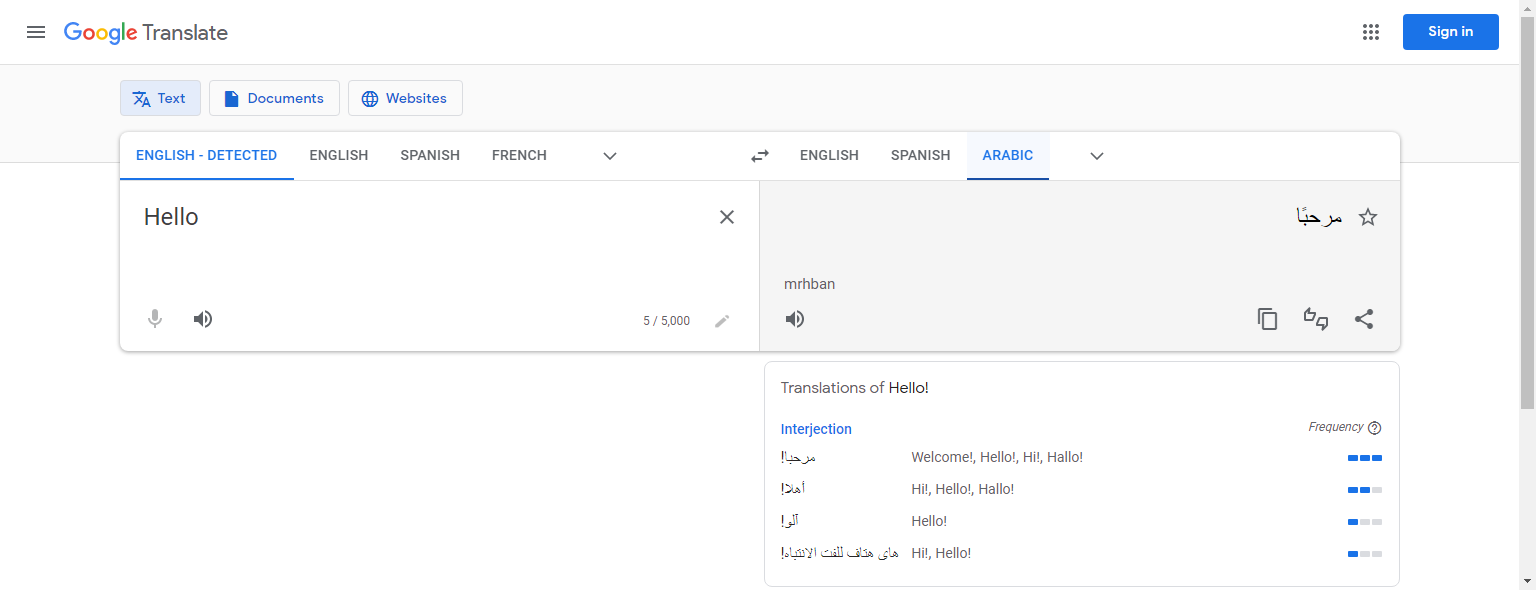 Google Translate
Sign in
Text
Documents
Websites
ENGLISH - DETECTED
ENGLISH
SPANISH
FRENCH
ENGLISH
SPANISH
ARABIC
Hello
مرحبًا
mrhban
5 / 5,000
Translations of Hello!
Interjection
Frequency
مرحبا!
Welcome!, Hello!, Hi!, Hallo!
أهلا!
Hi!, Hello!, Hallo!
آلو!
Hello!
هاى هتاف للفت الانتباه!
Hi!, Hello!